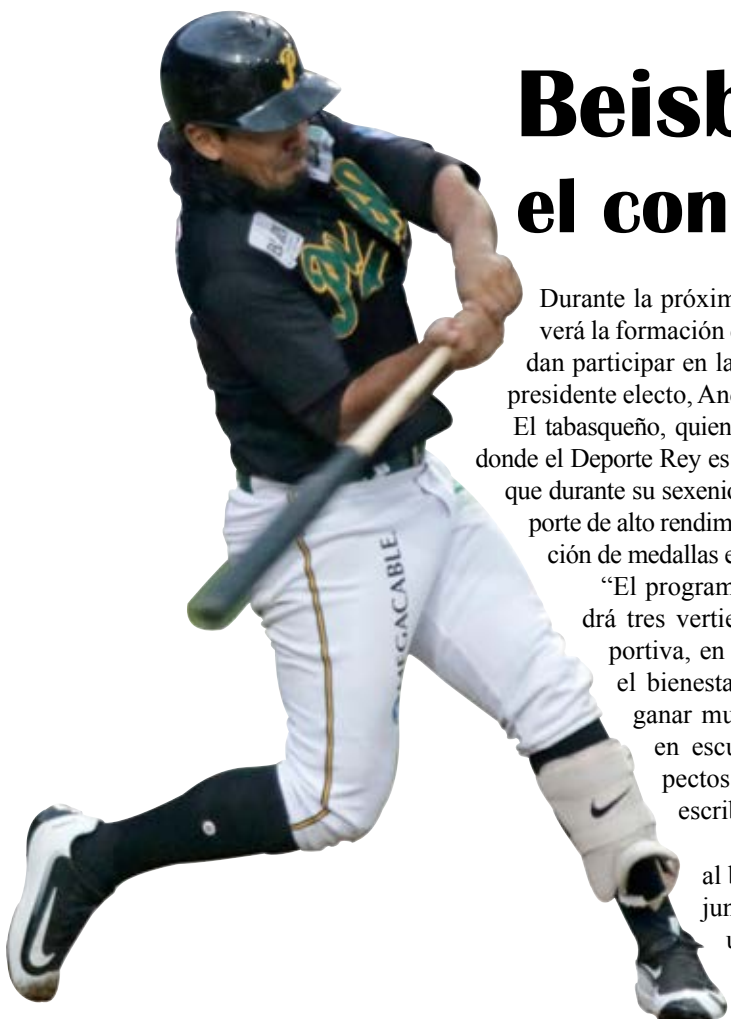 Beisb
el con
Durante la próxim
verá la formación
dan participar en la
presidente electo, And
El tabasqueño, quien
donde el Deporte Rey es
que durante su sexenio
porte de alto rendim
ción de medallas e
“El program
drá tres vertie
portiva, en
el bienesta
ganar mu
en escu
pectos
escrib
al b
jun
u
P
MEGACABLE